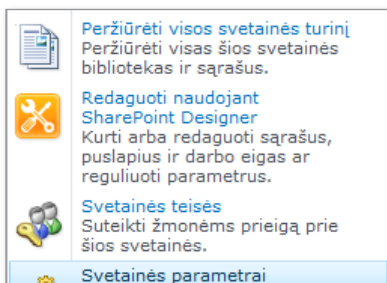 Peržiūrėti visos svetainės turinį
Peržiūrėti visas šios svetainės
bibliotekas ir sąrašus.
Redaguoti naudojant
SharePoint Designer
Kurti arba redaguoti sąrašus,
puslapius ir darbo eigas ar
reguliuoti parametrus.
Svetainės teisės
Suteikti žmonėms prieigą prie
šios svetainės.
Svetainės parametrai